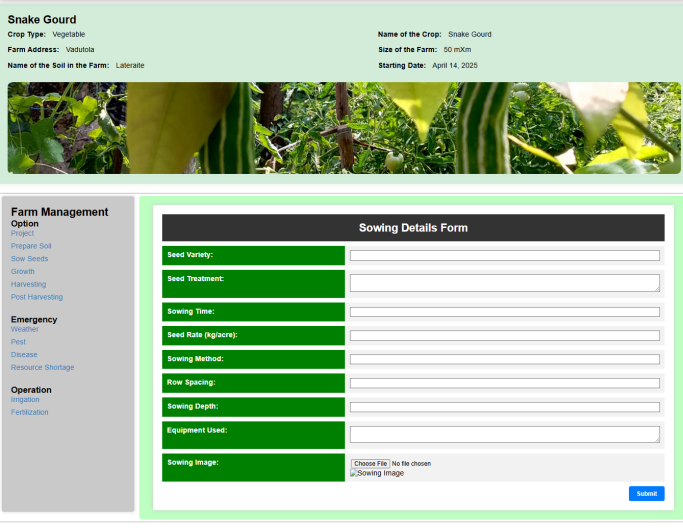 Snake Gourd
Crop Type: Vegetable
Name of the Crop: Snake Gourd
Farm Address: Vadutola
Size of the Farm: 50 mXm
Name of the Soil in the Farm: Lateraite
Starting Date: April 14, 2025
Farm Management
Option
Project
Prepare Soil
Sow Seeds
Growth
Harvesting
Post Harvesting
Emergency
Weather
Pest
Disease
Resource Shortage
Operation
Irrigation
Fertilization
Sowing Details Form
Seed Variety:
Seed Treatment:
Sowing Time:
Seed Rate (kg/acre):
Sowing Method:
Row Spacing:
Sowing Depth:
Equipment Used:
Sowing Image:
Choose File No file chosen
Sowing Image
Submit